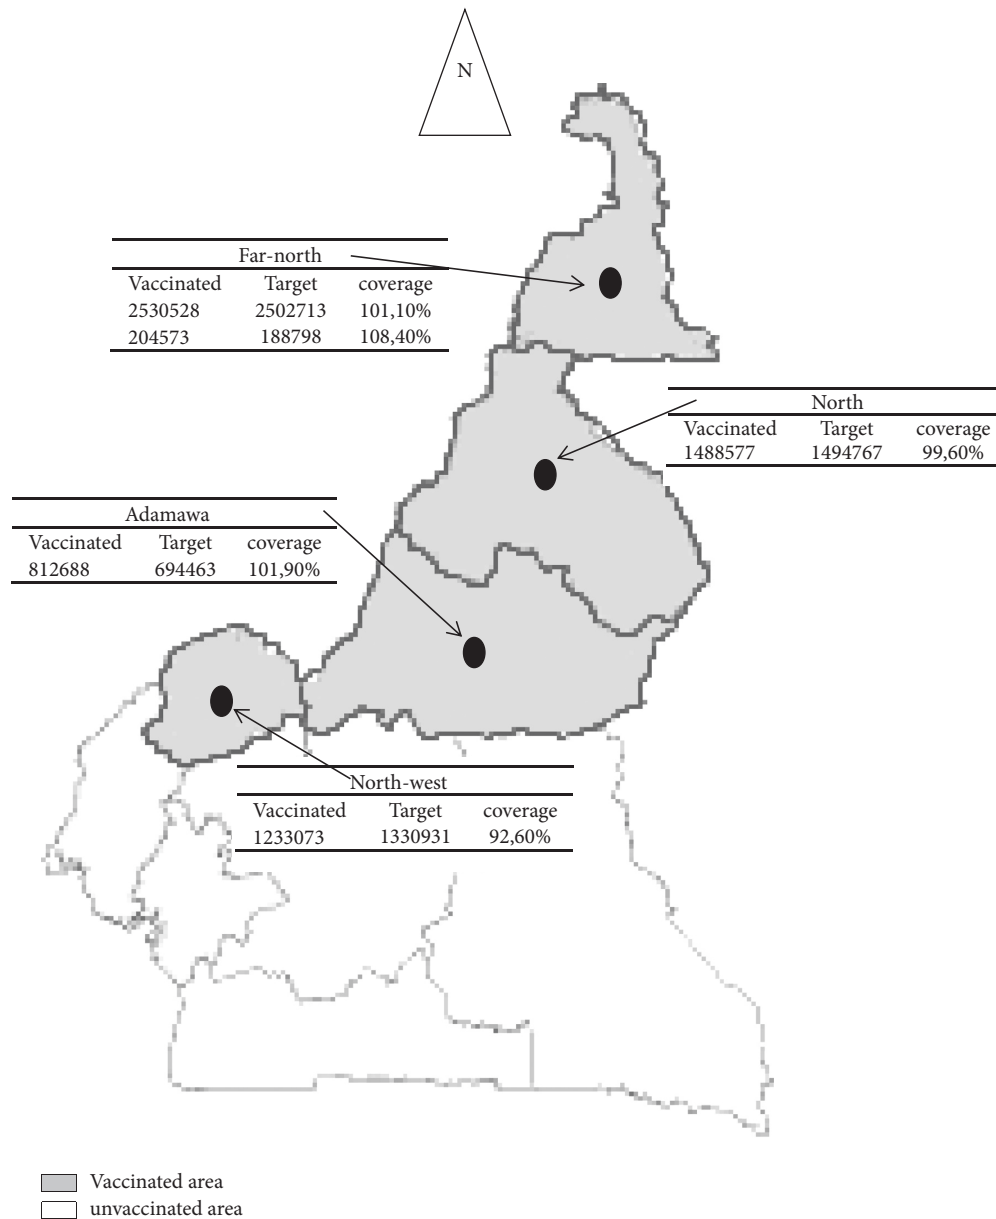 N
Far-north
Vaccinated Target coverage
2530528 2502713 101,10%
204573 188798 108,40%
North
Vaccinated Target coverage
1488577 1494767 99,60%
Adamawa
Vaccinated Target coverage
812688 694463 101,90%
North-west
Vaccinated Target coverage
1233073 1330931 92,60%
Vaccinated area
unvaccinated area